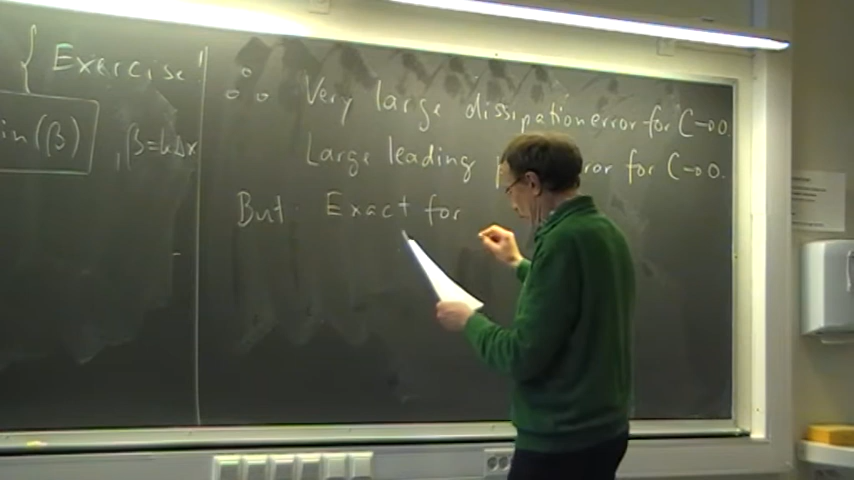 Exercise!
in(β)
, β=kΔx
∴ Very large dissipation error for C→0.
Large leading error for C→0.
But: Exact for